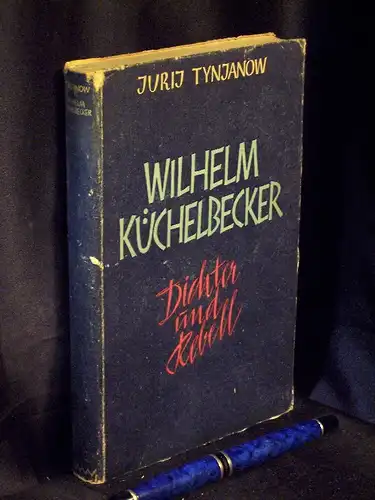 JURIJ TYNJANOW
WILHELM
KÜCHELBECKER
Dichter
und
Rebell